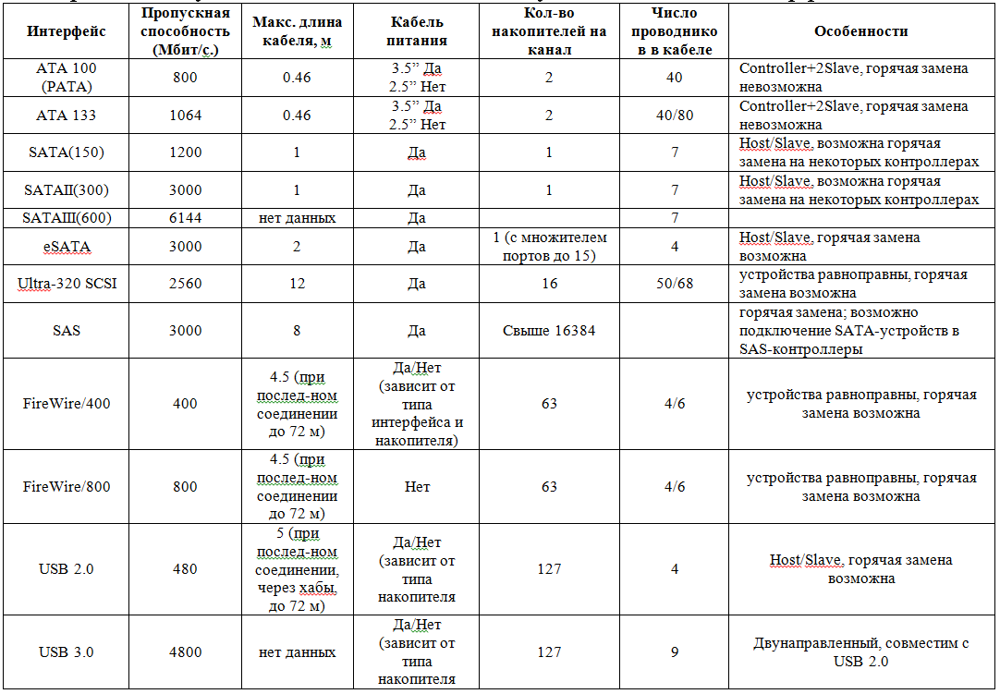 Интерфейс
Пропускная
способность
(Мбит/с.)
Макс. длина
кабеля, м
Кабель
питания
Кол-во
накопителей на
канал
Число
проводнико
в в кабеле
Особенности
ATA 100
(PATA)
800
0.46
3.5” Да
2.5” Нет
2
40
Controller+2Slave, горячая замена
невозможна
ATA 133
1064
0.46
3.5” Да
2.5” Нет
2
40/80
Controller+2Slave, горячая замена
невозможна
SATA(150)
1200
1
Да
1
7
Host/Slave, возможна горячая
замена на некоторых контроллерах
SATAII(300)
3000
1
Да
1
7
Host/Slave, возможна горячая
замена на некоторых контроллерах
SATAIII(600)
6144
нет данных
Да
7
eSATA
3000
2
Да
1 (с множителем
портов до 15)
4
Host/Slave, горячая замена
возможна
Ultra-320 SCSI
2560
12
Да
16
50/68
устройства равноправны, горячая
замена возможна
SAS
3000
8
Да
Свыше 16384
горячая замена; возможно
подключение SATA-устройств в
SAS-контроллеры
FireWire/400
400
4.5 (при
послед-ном
соединении
до 72 м)
Да/Нет
(зависит от
типа
интерфейса и
накопителя)
63
4/6
устройства равноправны, горячая
замена возможна
FireWire/800
800
4.5 (при
послед-ном
соединении
до 72 м)
Нет
63
4/6
устройства равноправны, горячая
замена возможна
USB 2.0
480
5 (при
послед-ном
соединении,
через хабы,
до 72 м)
Да/Нет
(зависит от
типа
накопителя
127
4
Host/Slave, горячая замена
возможна
USB 3.0
4800
нет данных
Да/Нет
(зависит от
типа
накопителя
127
9
Двунаправленный, совместим с
USB 2.0